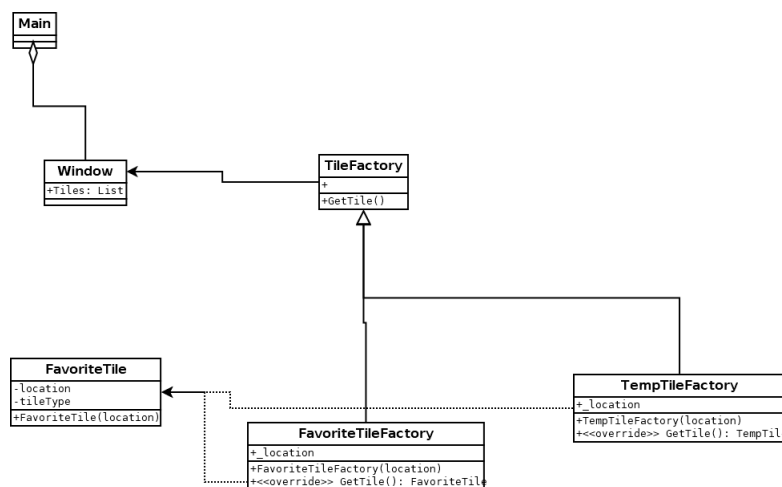 Main
Window
+Tiles: List
TileFactory
+
+GetTile()
FavoriteTile
-location
-tileType
+FavoriteTile(location)
FavoriteTileFactory
+_location
+FavoriteTileFactory(location)
+<<override>> GetTile(): FavoriteTile
TempTileFactory
+_location
+TempTileFactory(location)
+<<override>> GetTile(): TempTil